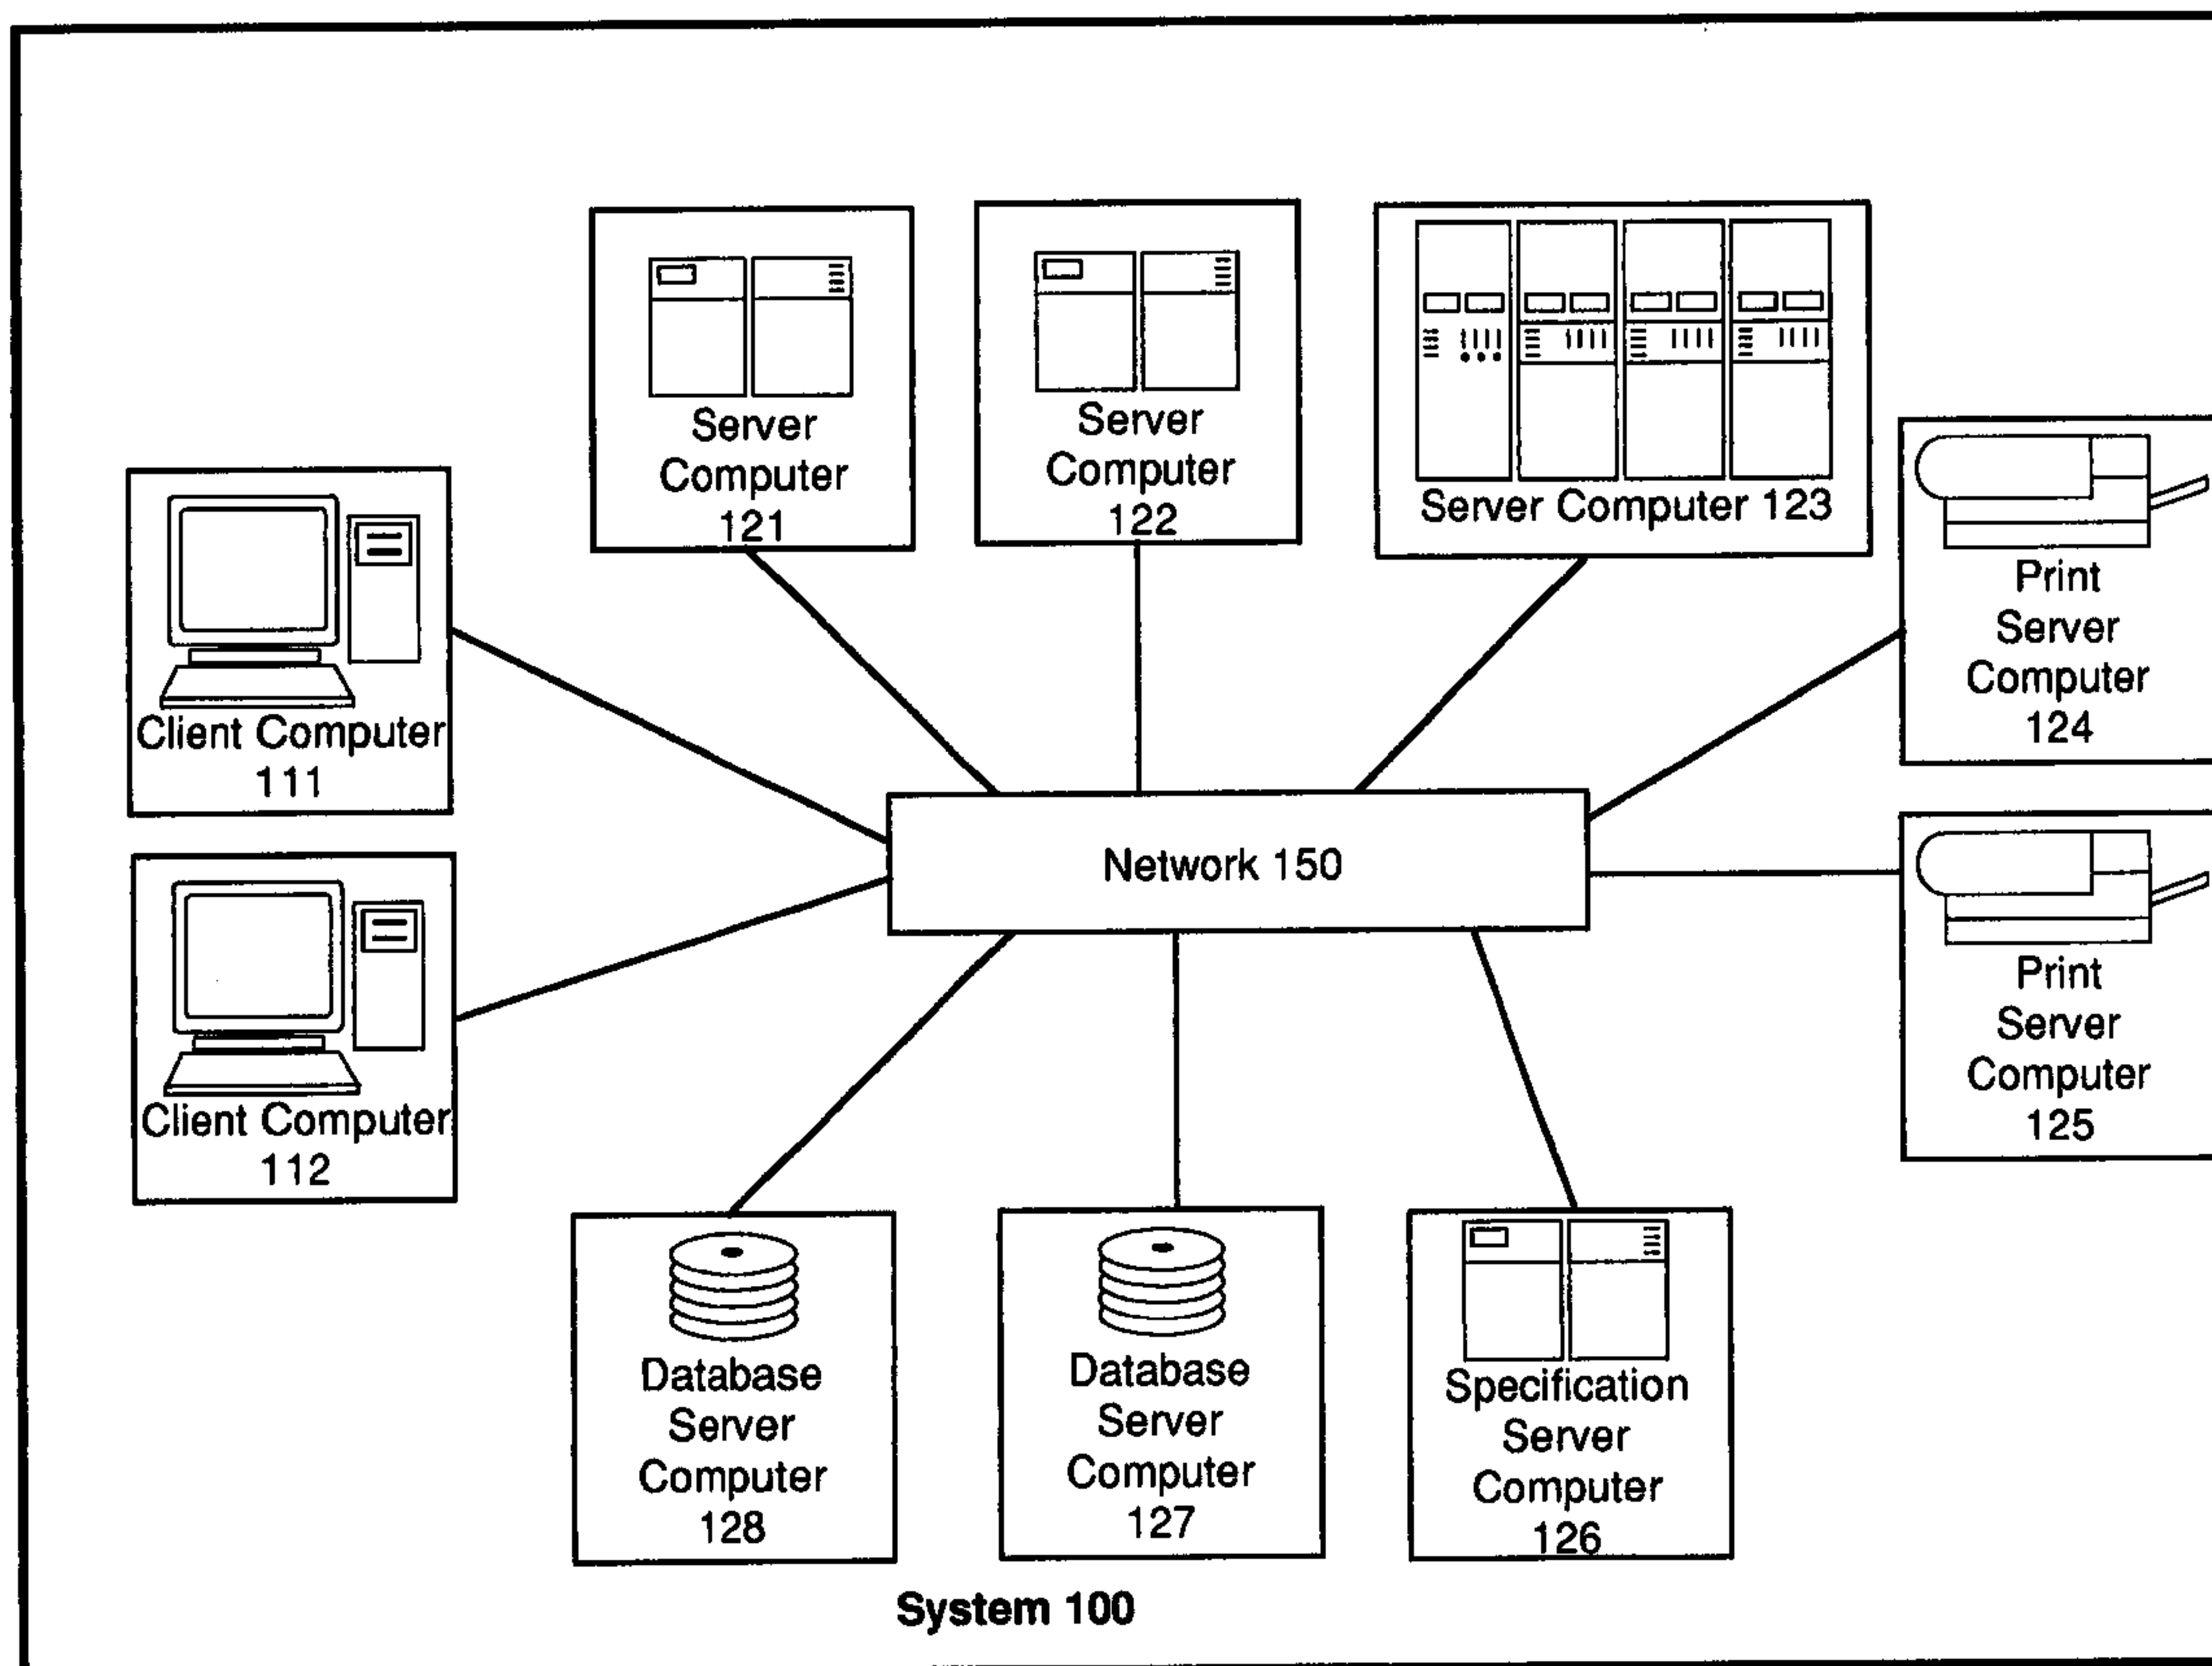 Server
Computer
121
Server
Computer
122
Server Computer 123
Print
Server
Computer
124
Client Computer
111
Network 150
Client Computer
112
Print
Server
Computer
125
Database
Server
Computer
128
Database
Server
Computer
127
Specification
Server
Computer
126
System 100